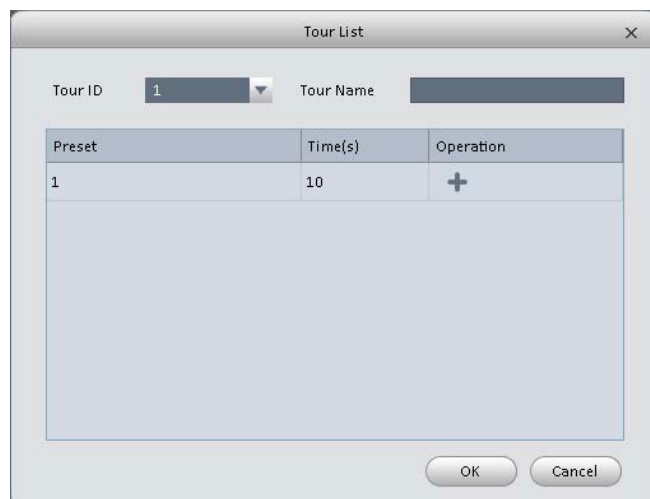 Tour List
Tour ID 1 Tour Name
Preset Time(s) Operation
1 10
OK Cancel